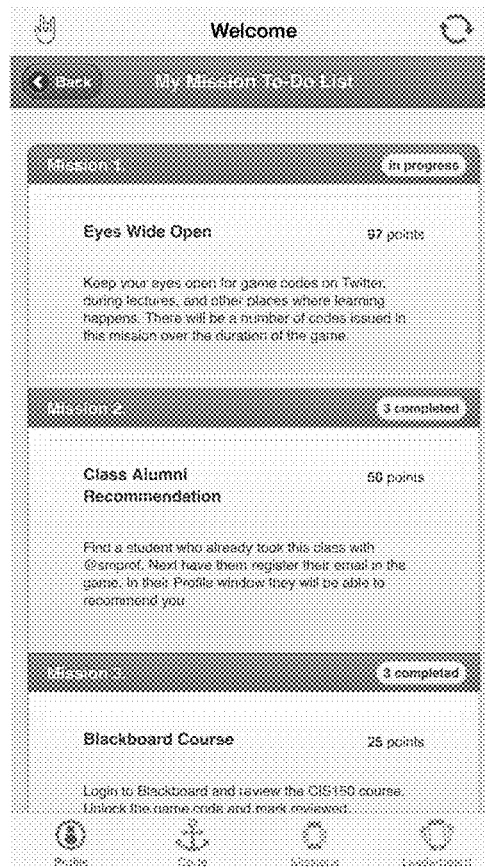 Welcome
Back My Mission To-Do List
Mission 1 In progress
Eyes Wide Open 97 points
Keep your eyes open for game codes on Twitter,
during lectures, and other places where learning
happens. There will be a number of codes issued in
this mission over the duration of the game
Mission 2 3 completed
Class Alumni 50 points
Recommendation
Find a student who already took this class with
@smprof. Next have them register their email in the
game. In their Profile window they will be able to
recommend you
Mission 3 3 completed
Blackboard Course 25 points
Login to Blackboard and review the CIS150 course.
Unlock the game code and mark reviewed
Profile Code Missions Leaderboard